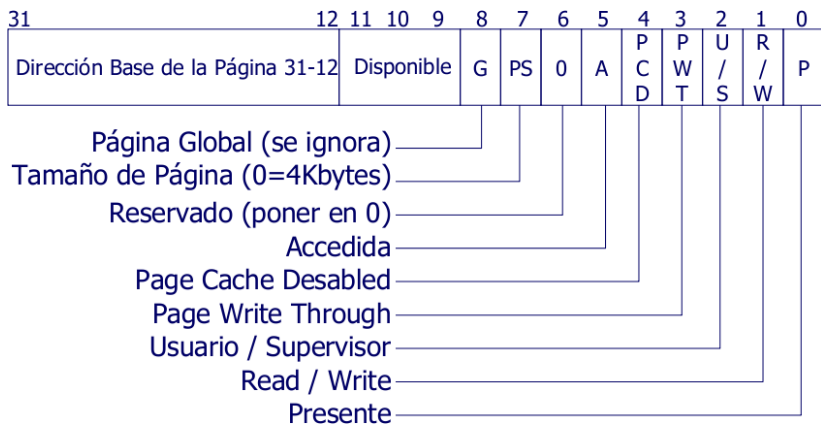 31 12 11 10 9 8 7 6 5 4 3 2 1 0
Dirección Base de la Página 31-12 Disponible G PS 0 A PCD PWT U/S R/W P
Página Global (se ignora)
Tamaño de Página (0=4Kbytes)
Reservado (poner en 0)
Accedida
Page Cache Desabled
Page Write Through
Usuario / Supervisor
Read / Write
Presente